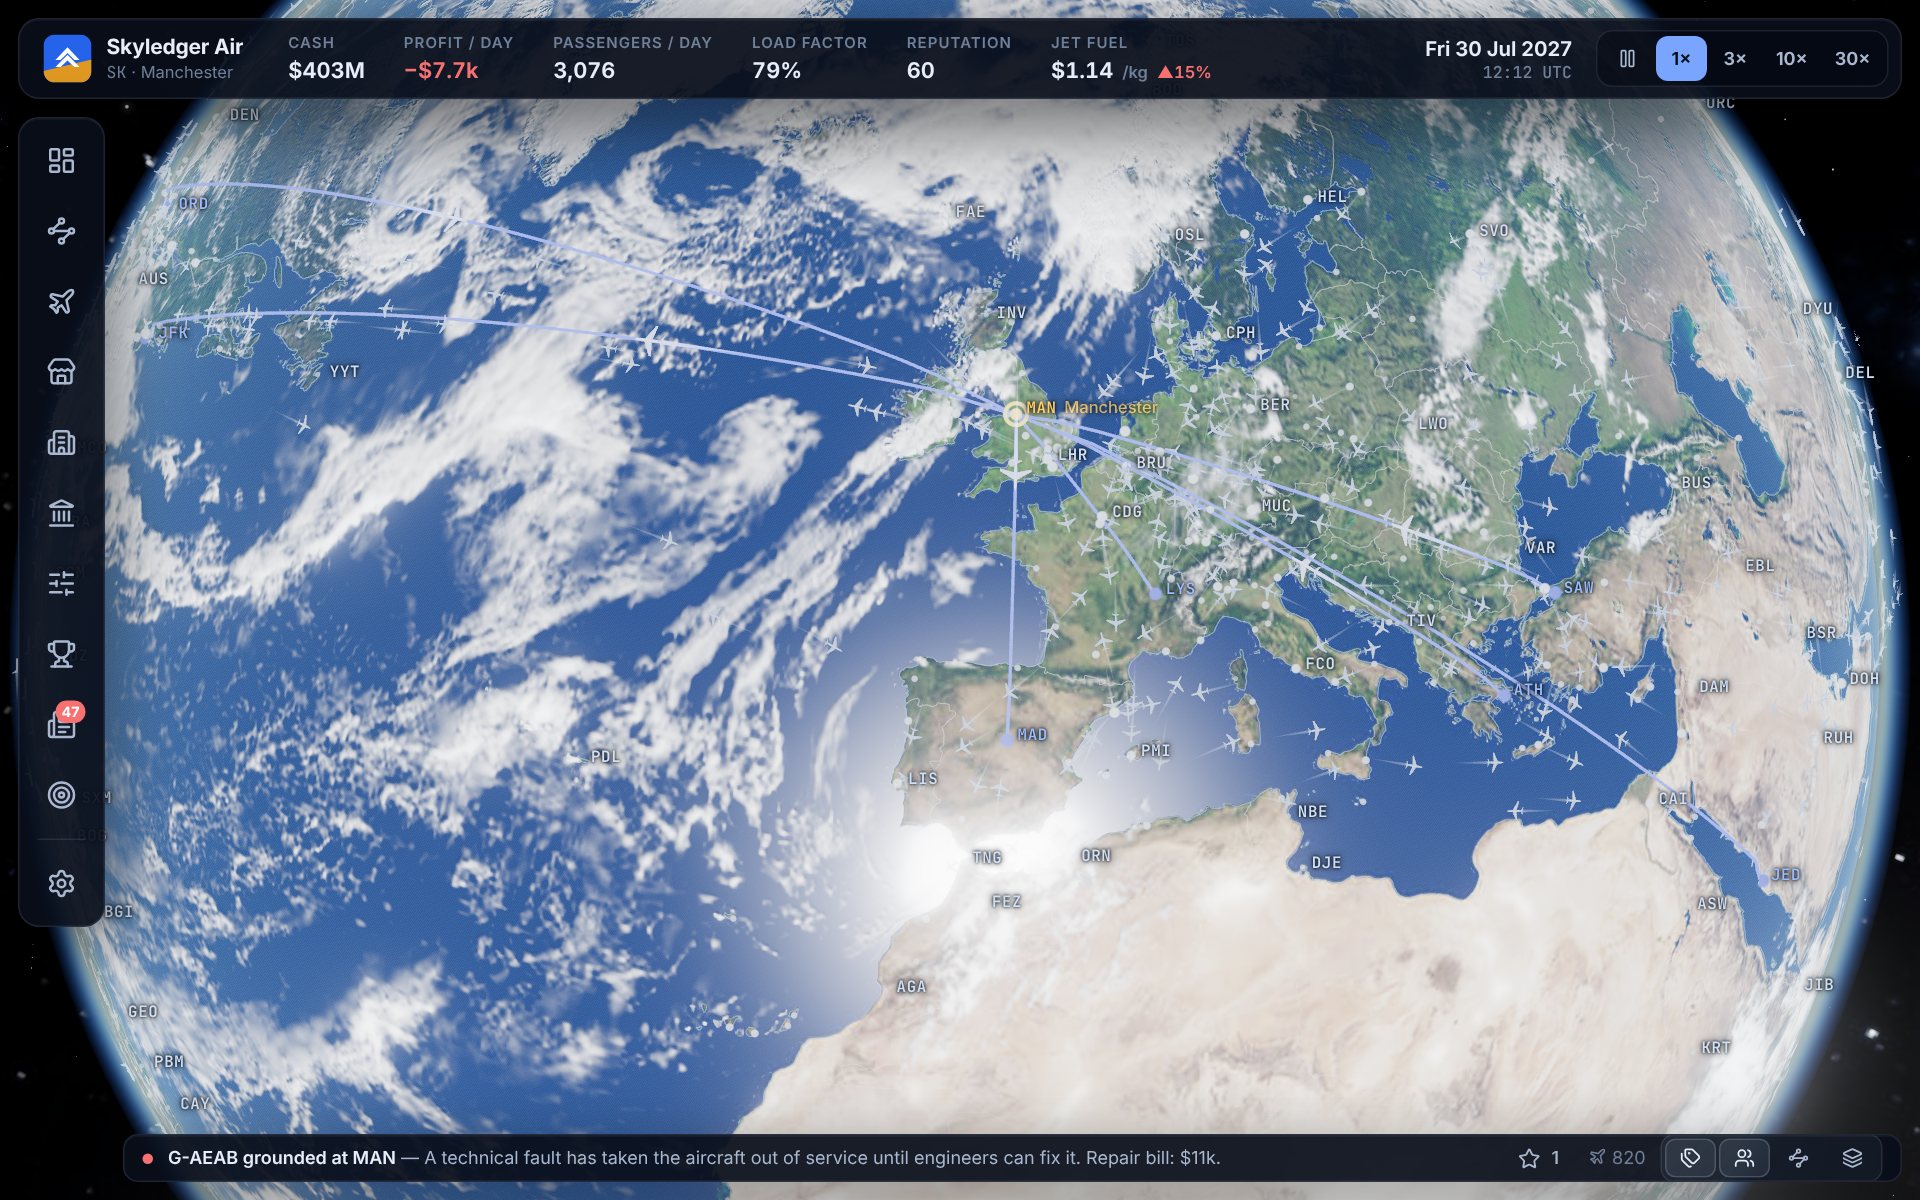 Skyledger Air
SK · Manchester
CASH
$403M
PROFIT / DAY
−$7.7k
PASSENGERS / DAY
3,076
LOAD FACTOR
79%
REPUTATION
60
JET FUEL
$1.14 /kg ▲15%
Fri 30 Jul 2027
12:12 UTC
1×
3×
10×
30×
DEN
URC
ORD
FAE
HEL
OSL
SVO
AUS
JFK
INV
CPH
DYU
YYT
DEL
MAN Manchester
BER
LWO
LHR
BRU
BUS
CDG
MUC
VAR
EBL
LYS
SAW
TIV
BSR
FCO
DOH
ATH
DAM
47
MAD
RUH
PDL
PMI
LIS
CAI
NBE
TNG
ORN
DJE
JED
FEZ
ASW
BGI
AGA
JIB
GEO
KRT
PBM
CAY
G-AEAB grounded at MAN — A technical fault has taken the aircraft out of service until engineers can fix it. Repair bill: $11k.
1
820